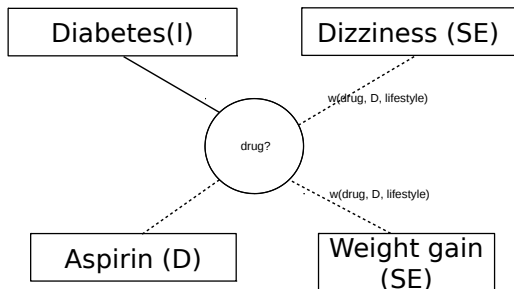 Diabetes(I)
Dizziness (SE)
w(drug, D, lifestyle)
drug?
w(drug, D, lifestyle)
Aspirin (D)
Weight gain
(SE)